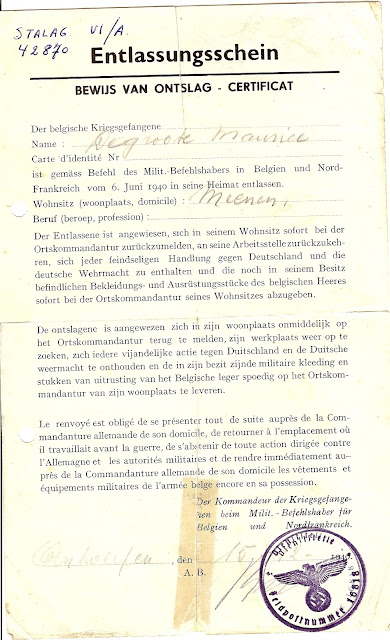 STALAG VI/A.
42870
Entlassungsschein
BEWIJS VAN ONTSLAG - CERTIFICAT
Der belgische Kriegsgefangene
Name : Degroote Maurice
Carte d'identité Nr
ist gemäss Befehl des Milit.-Befehlshabers in Belgien und Nord-
Frankreich vom 6. Juni 1940 in seine Heimat entlassen.
Wohnsitz (woonplaats, domicile) : Meenen,
Beruf (beroep, profession) :
Der Entlassene ist angewiesen, sich in seinem Wohnsitz sofort bei der
Ortskommandantur zurückzumelden, an seine Arbeitsstelle zurückzukeh-
ren, sich jeder feindseligen Handlung gegen Deutschland und die
deutsche Wehrmacht zu enthalten und die noch in seinem Besitz
befindlichen Bekleidungs- und Ausrüstungsstücke des belgischen Heeres
sofort bei der Ortskommandantur seines Wohnsitzes abzugeben.
De ontslagene is aangewezen zich in zijn woonplaats onmiddelijk op
het Ortskommandantur terug te melden, zijn werkplaats weer op te
zoeken, zich iedere vijandelijke actie tegen Duitschland en de Duitsche
weermacht te onthouden en de in zijn bezit zijnde militaire kleding en
stukken van uitrusting van het Belgische leger spoedig op het Ortskom-
mandantur van zijn woonplaats te leveren.
Le renvoyé est obligé de se présenter tout de suite auprès de la Com-
mandanture allemande de son domicile, de retourner à l'emplacement où
il travaillait avant la guerre, de s'abstenir de toute action dirigée contre
l'Allemagne et les autorités militaires et de rendre immédiatement au-
près de la Commandanture allemande de son domicile les vêtements et
équipements militaires de l'armée belge encore en sa possession.
Der Kommandeur der Kriegsgefange-
nen beim Milit. - Befehlshaber für
Belgien und Nordfrankreich.
Antwerpen, den
A. B.
Dienststelle
Feldpostnummer 16818